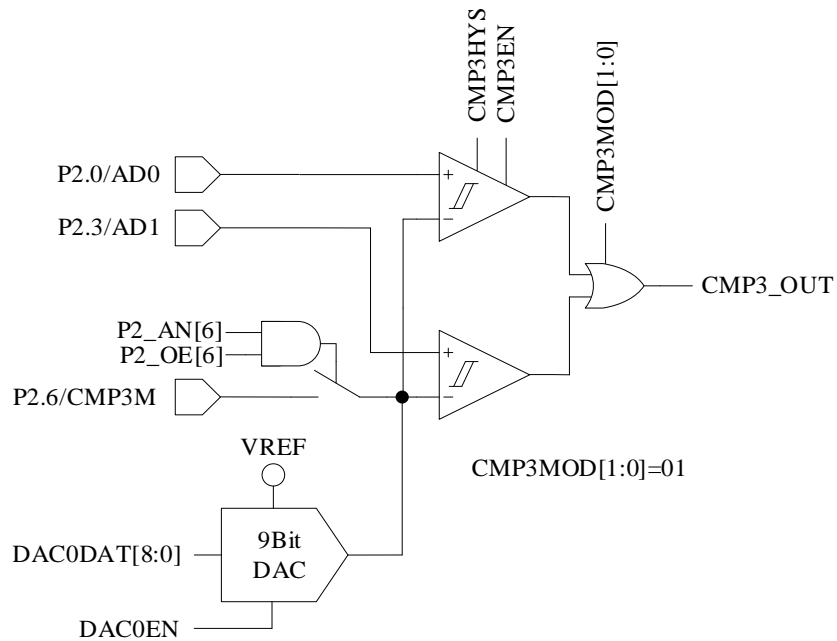 CMP3HYS
CMP3EN
CMP3MOD[1:0]
P2.0/AD0
+
−
P2.3/AD1
CMP3_OUT
P2_AN[6]
P2_OE[6]
+
−
P2.6/CMP3M
VREF
CMP3MOD[1:0]=01
DAC0DAT[8:0]
9Bit
DAC
DAC0EN